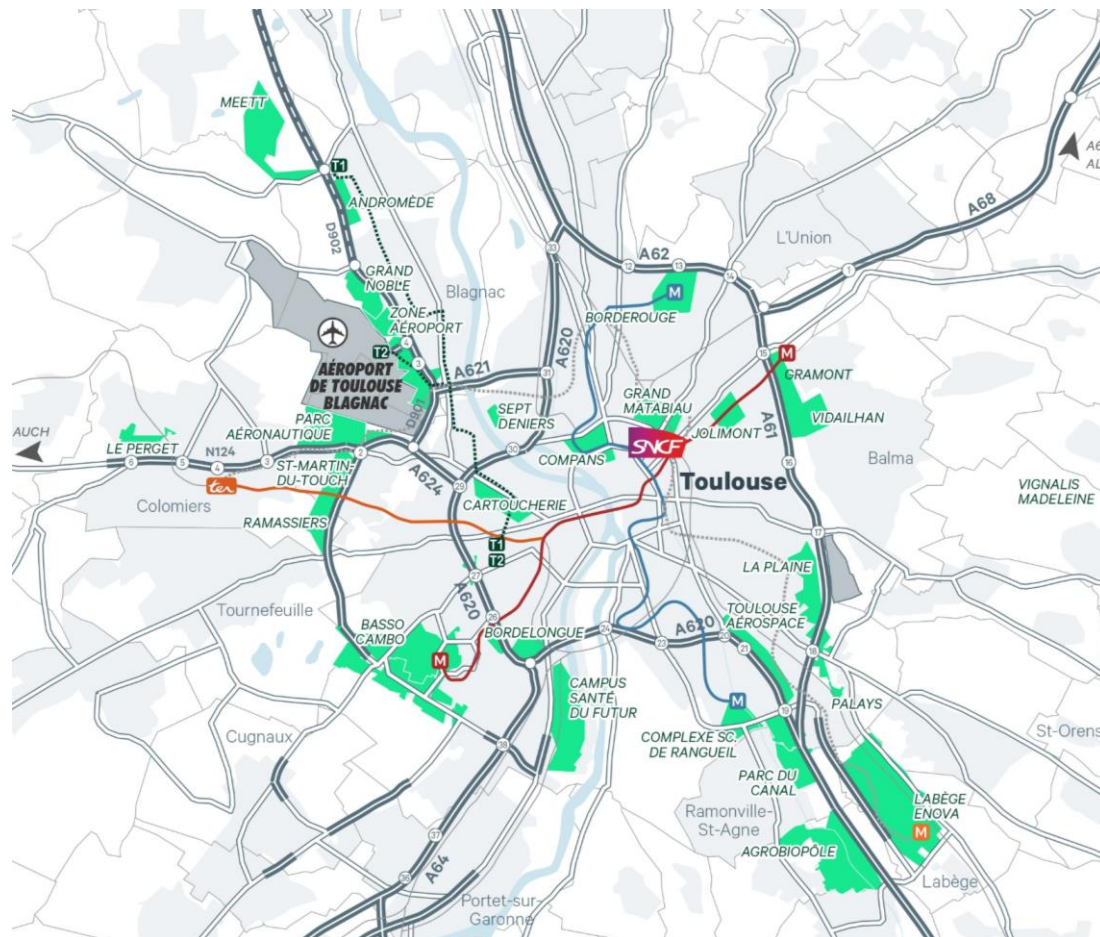 MEETT
T1
ANDROMÈDE
D902
GRAND
NOBLE
Blagnac
ZONE
AÉROPORT
T2
4
3
AÉROPORT
DE TOULOUSE
BLAGNAC
A621
D901
33
A620
31
A62
12
13
14
M
BORDEROUGE
L'Union
1
A68
15
M
GRAMONT
VIDAILHAN
A61
16
Balma
AUCH
LE PERGET
N124
6
5
4
3
2
PARC
AÉRONAUTIQUE
ST-MARTIN-
DU-TOUCH
ter
Colomiers
RAMASSIERS
A624
SEPT
DENIERS
30
29
COMPANS
GRAND
MATABIAU
SNCF
JOLIMONT
Toulouse
CARTOUCHERIE
T1
T2
VIGNALIS
MADELEINE
17
LA PLAINE
Tournefeuille
27
A620
26
BASSO
CAMBO
M
BORDELONGUE
24
23
A620
20
21
TOULOUSE
AÉROSPACE
18
PALAYS
CAMPUS
SANTÉ
DU FUTUR
M
COMPLEXE SC.
DE RANGUEIL
19
St-Orens
Cugnaux
38
37
36
A64
PARC DU
CANAL
Ramonville-
St-Agne
LABÈGE
ENOVA
M
AGROBIOPÔLE
Labège
Portet-sur-
Garonne